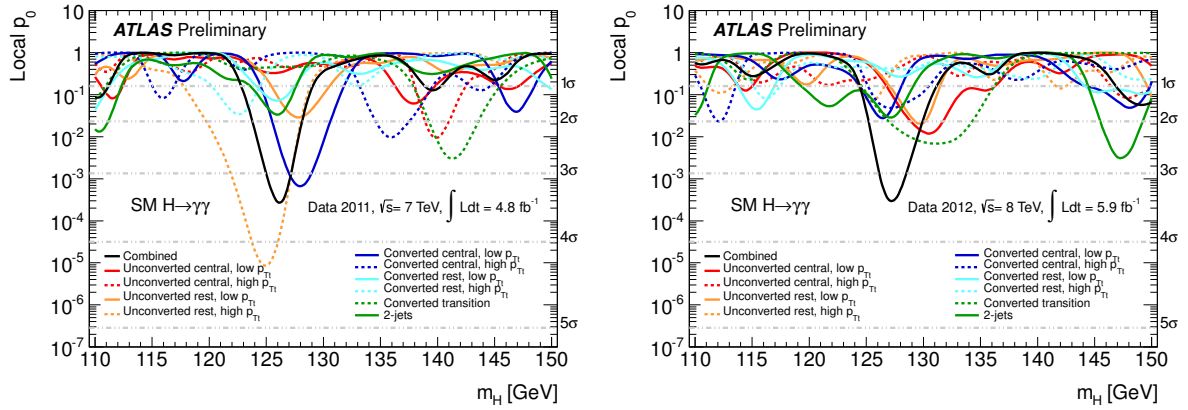 ATLAS Preliminary
Local p0
1
10-1
10-2
10-3
10-4
10-5
10-6
10-7
1σ
2σ
3σ
4σ
5σ
SM H→γγ
Data 2011, √s= 7 TeV, ∫ Ldt = 4.8 fb-1
Combined
Unconverted central, low pTt
Unconverted central, high pTt
Unconverted rest, low pTt
Unconverted rest, high pTt
Converted central, low pTt
Converted central, high pTt
Converted rest, low pTt
Converted rest, high pTt
Converted transition
2-jets
110 115 120 125 130 135 140 145 150
mH [GeV]
ATLAS Preliminary
Local p0
1
10-1
10-2
10-3
10-4
10-5
10-6
10-7
1σ
2σ
3σ
4σ
5σ
SM H→γγ
Data 2012, √s= 8 TeV, ∫ Ldt = 5.9 fb-1
Combined
Unconverted central, low pTt
Unconverted central, high pTt
Unconverted rest, low pTt
Unconverted rest, high pTt
Converted central, low pTt
Converted central, high pTt
Converted rest, low pTt
Converted rest, high pTt
Converted transition
2-jets
110 115 120 125 130 135 140 145 150
mH [GeV]